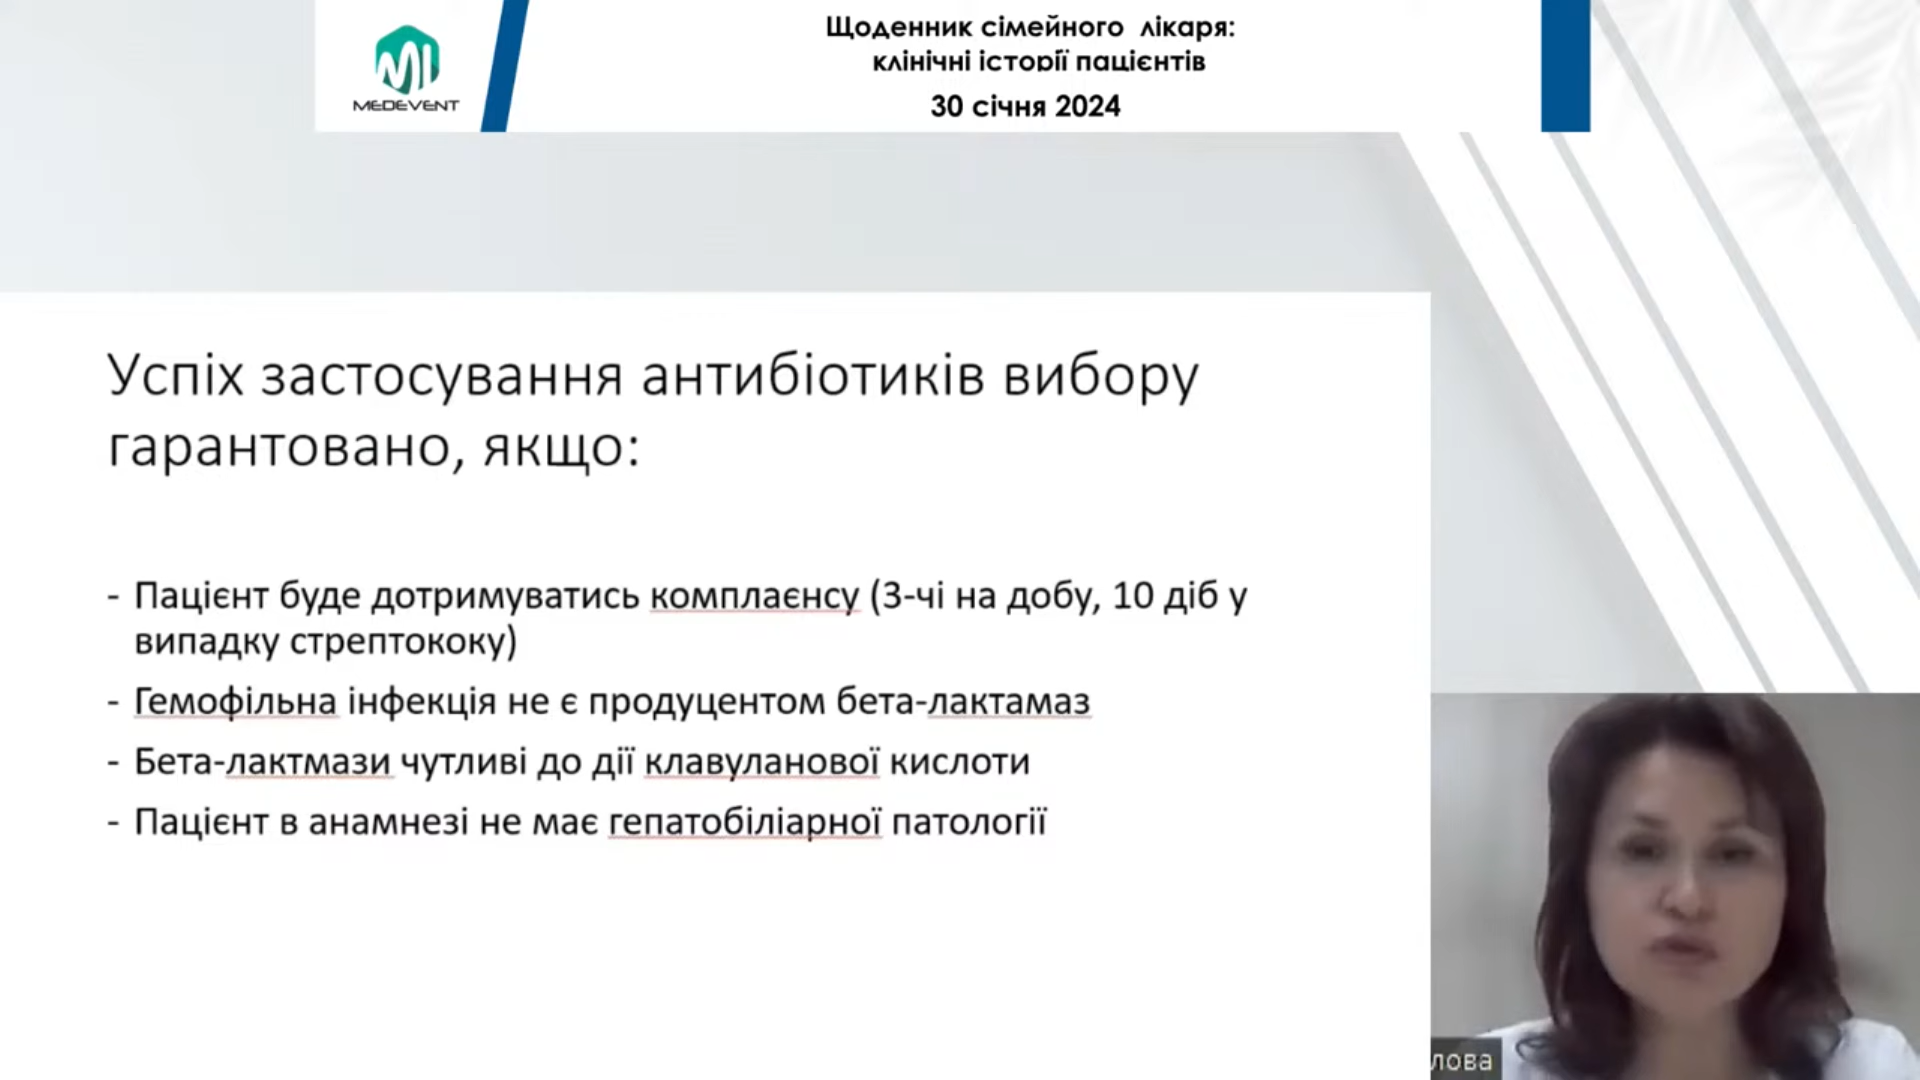 Щоденник сімейного лікаря:
клінічні історії пацієнтів
30 січня 2024
MEDEVENT
Успіх застосування антибіотиків вибору
гарантовано, якщо:
- Пацієнт буде дотримуватись комплаєнсу (3-чі на добу, 10 діб у
випадку стрептококу)
- Гемофільна інфекція не є продуцентом бета-лактамаз
- Бета-лактмази чутливі до дії клавуланової кислоти
- Пацієнт в анамнезі не має гепатобіліарної патології
лова